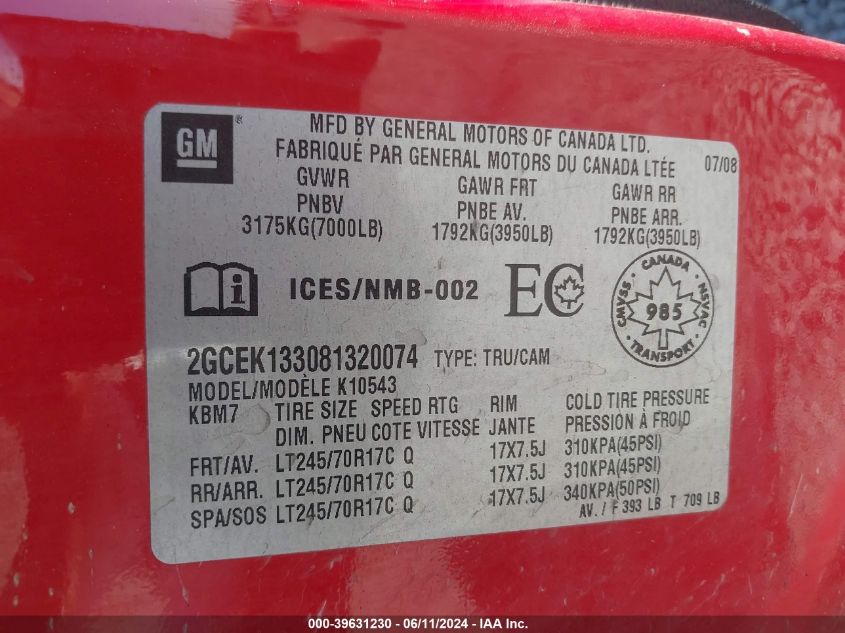 GM ®
MFD BY GENERAL MOTORS OF CANADA LTD.
FABRIQUÉ PAR GENERAL MOTORS DU CANADA LTÉE 07/08
GVWR GAWR FRT GAWR RR
PNBV PNBE AV. PNBE ARR.
3175KG(7000LB) 1792KG(3950LB) 1792KG(3950LB)
i ICES/NMB-002 EC
CANADA
CMVSS 985 NSVAC
TRANSPORT
2GCEK133081320074 TYPE: TRU/CAM
MODEL/MODÈLE K10543
KBM7 TIRE SIZE SPEED RTG RIM COLD TIRE PRESSURE
DIM. PNEU COTE VITESSE JANTE PRESSION À FROID
FRT/AV. LT245/70R17C Q 17X7.5J 310KPA(45PSI)
RR/ARR. LT245/70R17C Q 17X7.5J 310KPA(45PSI)
SPA/SOS LT245/70R17C Q 17X7.5J 340KPA(50PSI)
AV. / F 393 LB T 709 LB
000-39631230 - 06/11/2024 - IAAI.com